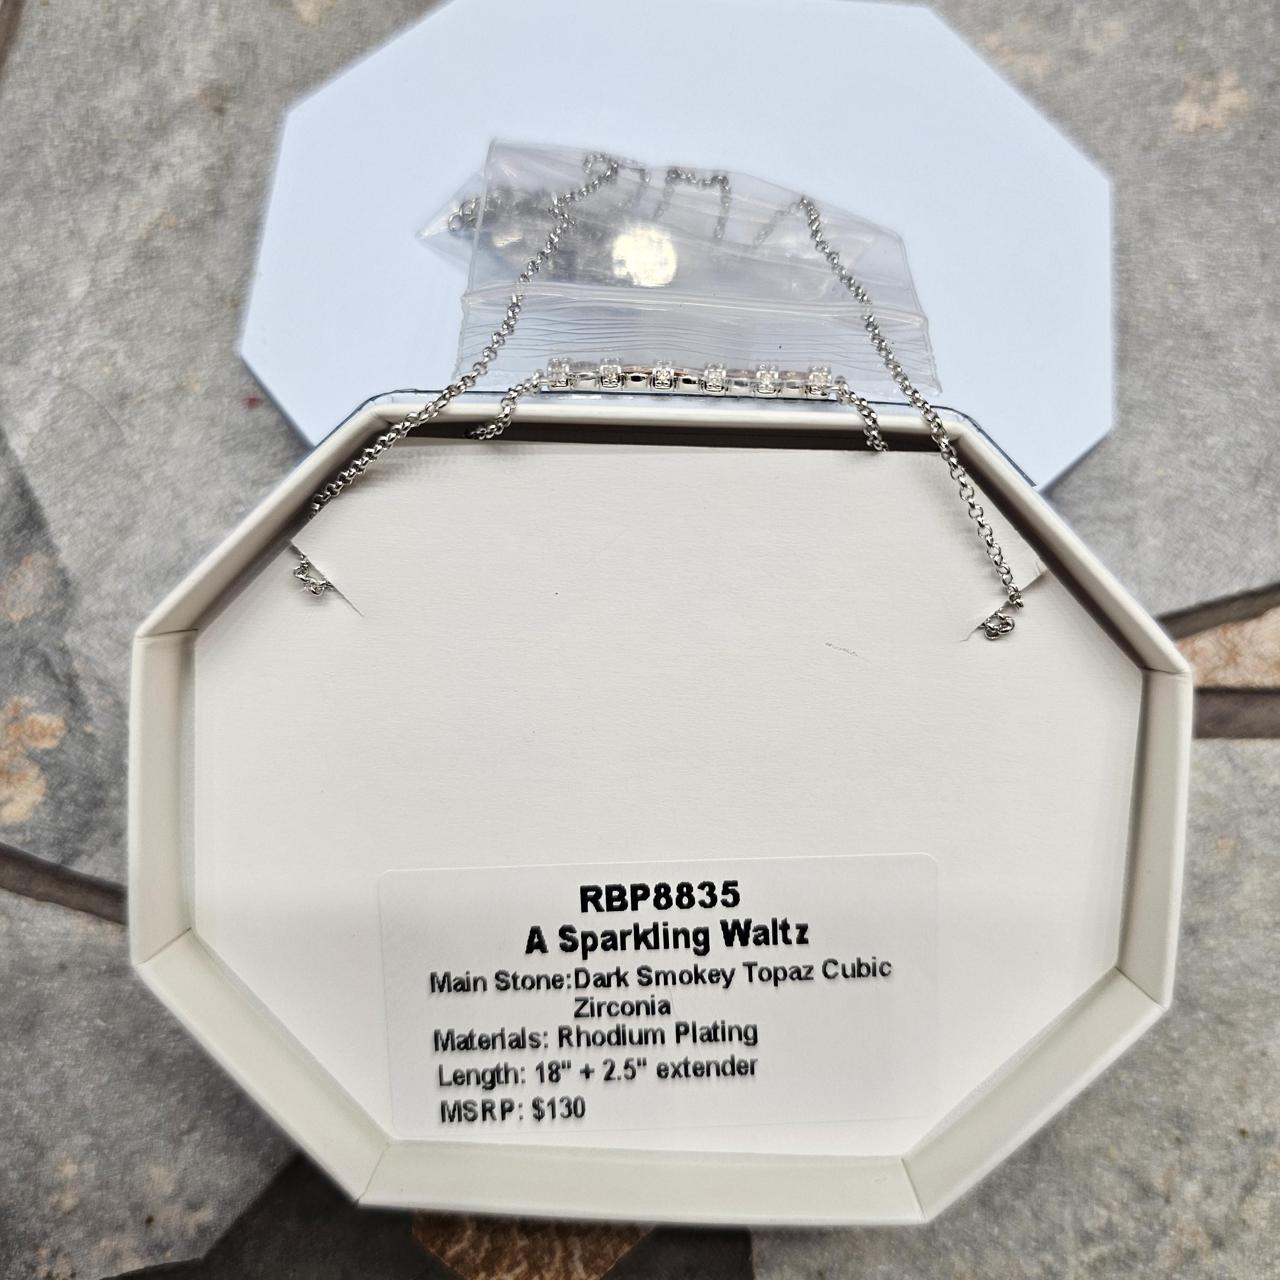 RBP8835
A Sparkling Waltz
Main Stone:Dark Smokey Topaz Cubic
Zirconia
Materials: Rhodium Plating
Length: 18" + 2.5" extender
MSRP: $130